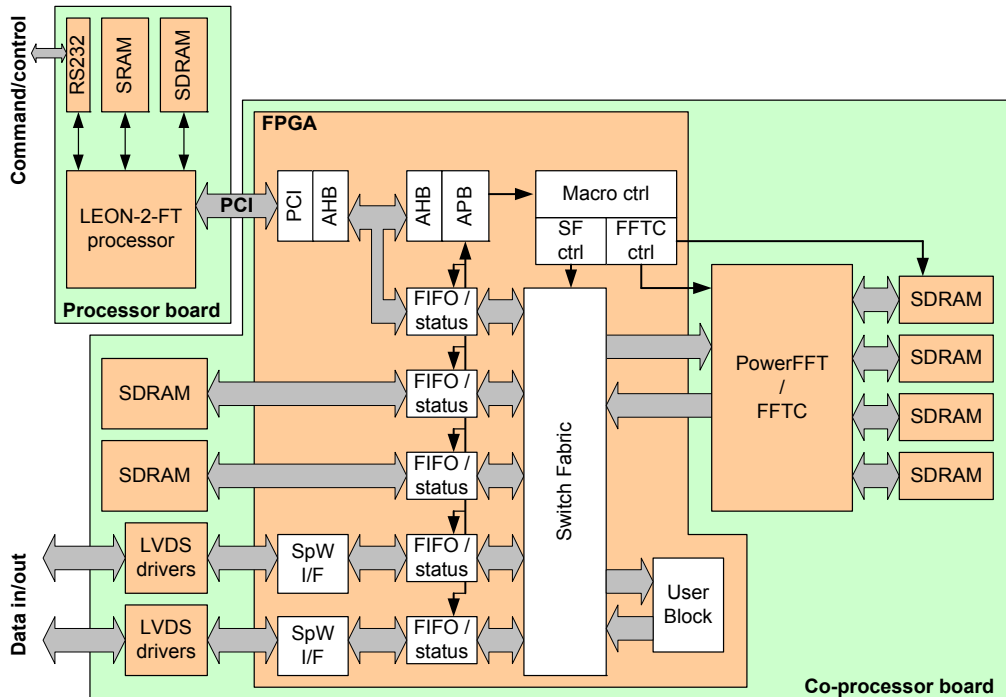 Command/control
RS232
SRAM
SDRAM
LEON-2-FT
processor
Processor board
PCI
FPGA
PCI
AHB
AHB
APB
Macro ctrl
SF
ctrl
FFTC
ctrl
FIFO /
status
SDRAM
FIFO /
status
SDRAM
FIFO /
status
Switch Fabric
PowerFFT
/
FFTC
SDRAM
SDRAM
SDRAM
SDRAM
Data in/out
LVDS
drivers
SpW
I/F
FIFO /
status
LVDS
drivers
SpW
I/F
FIFO /
status
User
Block
Co-processor board